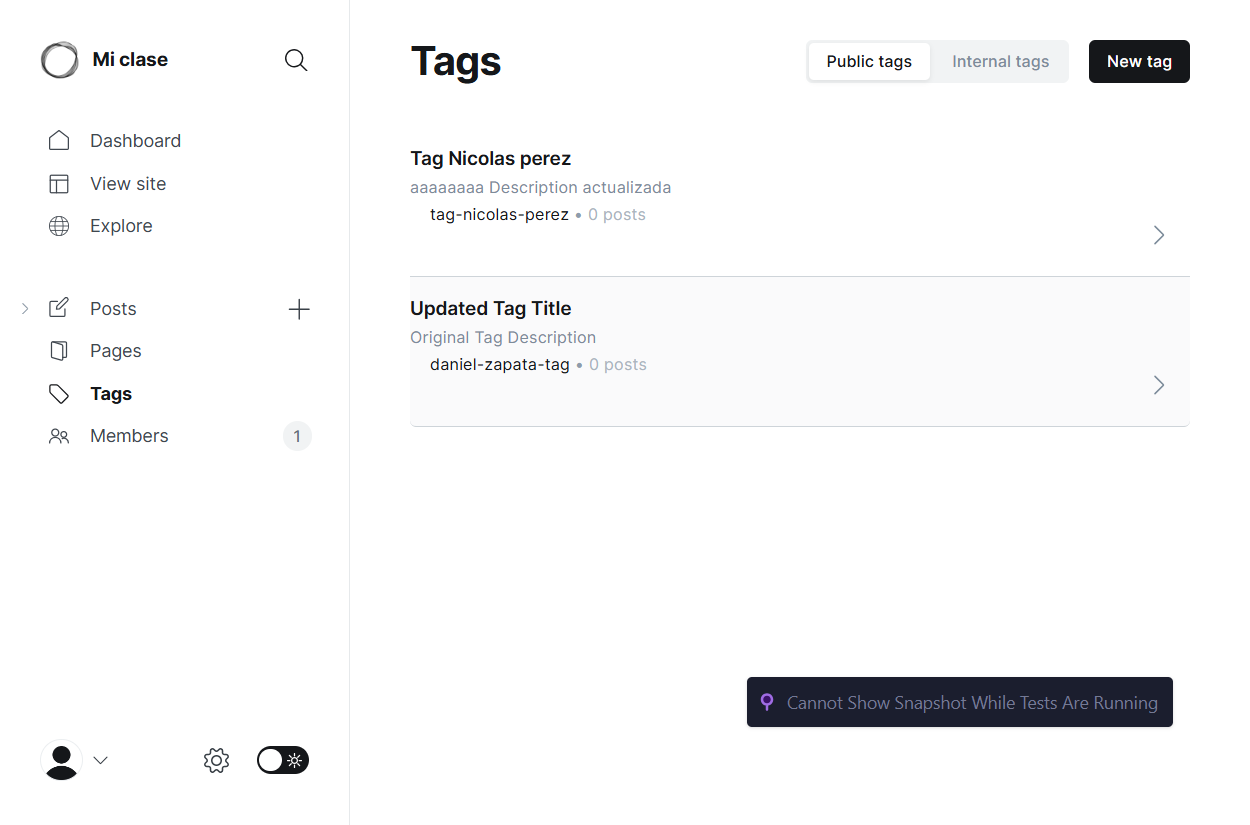 Mi clase
Dashboard
View site
Explore
Posts
Pages
Tags
Members
1
Tags
Public tags
Internal tags
New tag
Tag Nicolas perez
aaaaaaaa Description actualizada
tag-nicolas-perez • 0 posts
Updated Tag Title
Original Tag Description
daniel-zapata-tag • 0 posts
Cannot Show Snapshot While Tests Are Running